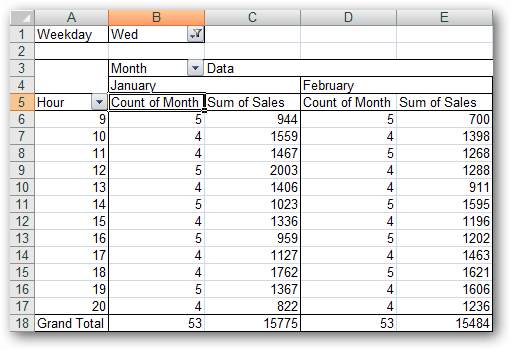 A B C D E
1 Weekday Wed
2
3 Month Data
4 January February
5 Hour Count of Month Sum of Sales Count of Month Sum of Sales
6 9 5 944 5 700
7 10 4 1559 4 1398
8 11 4 1467 5 1268
9 12 5 2003 4 1288
10 13 4 1406 4 911
11 14 5 1023 5 1595
12 15 4 1336 4 1196
13 16 5 959 5 1202
14 17 4 1127 4 1463
15 18 4 1762 5 1621
16 19 5 1367 4 1606
17 20 4 822 4 1236
18 Grand Total 53 15775 53 15484